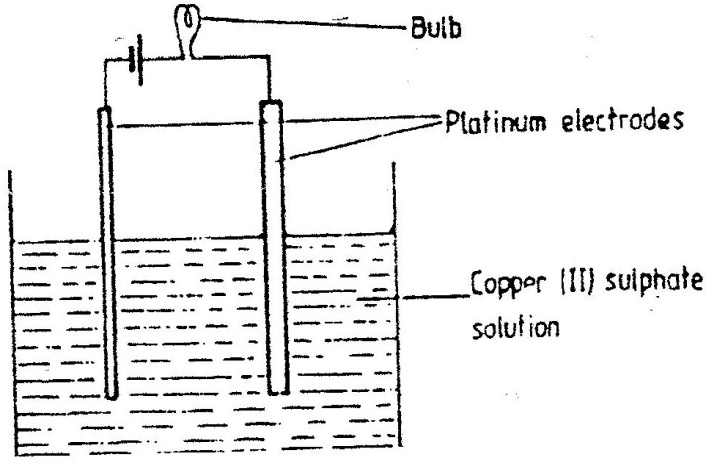 Bulb
Platinum electrodes
Copper (II) sulphate
solution